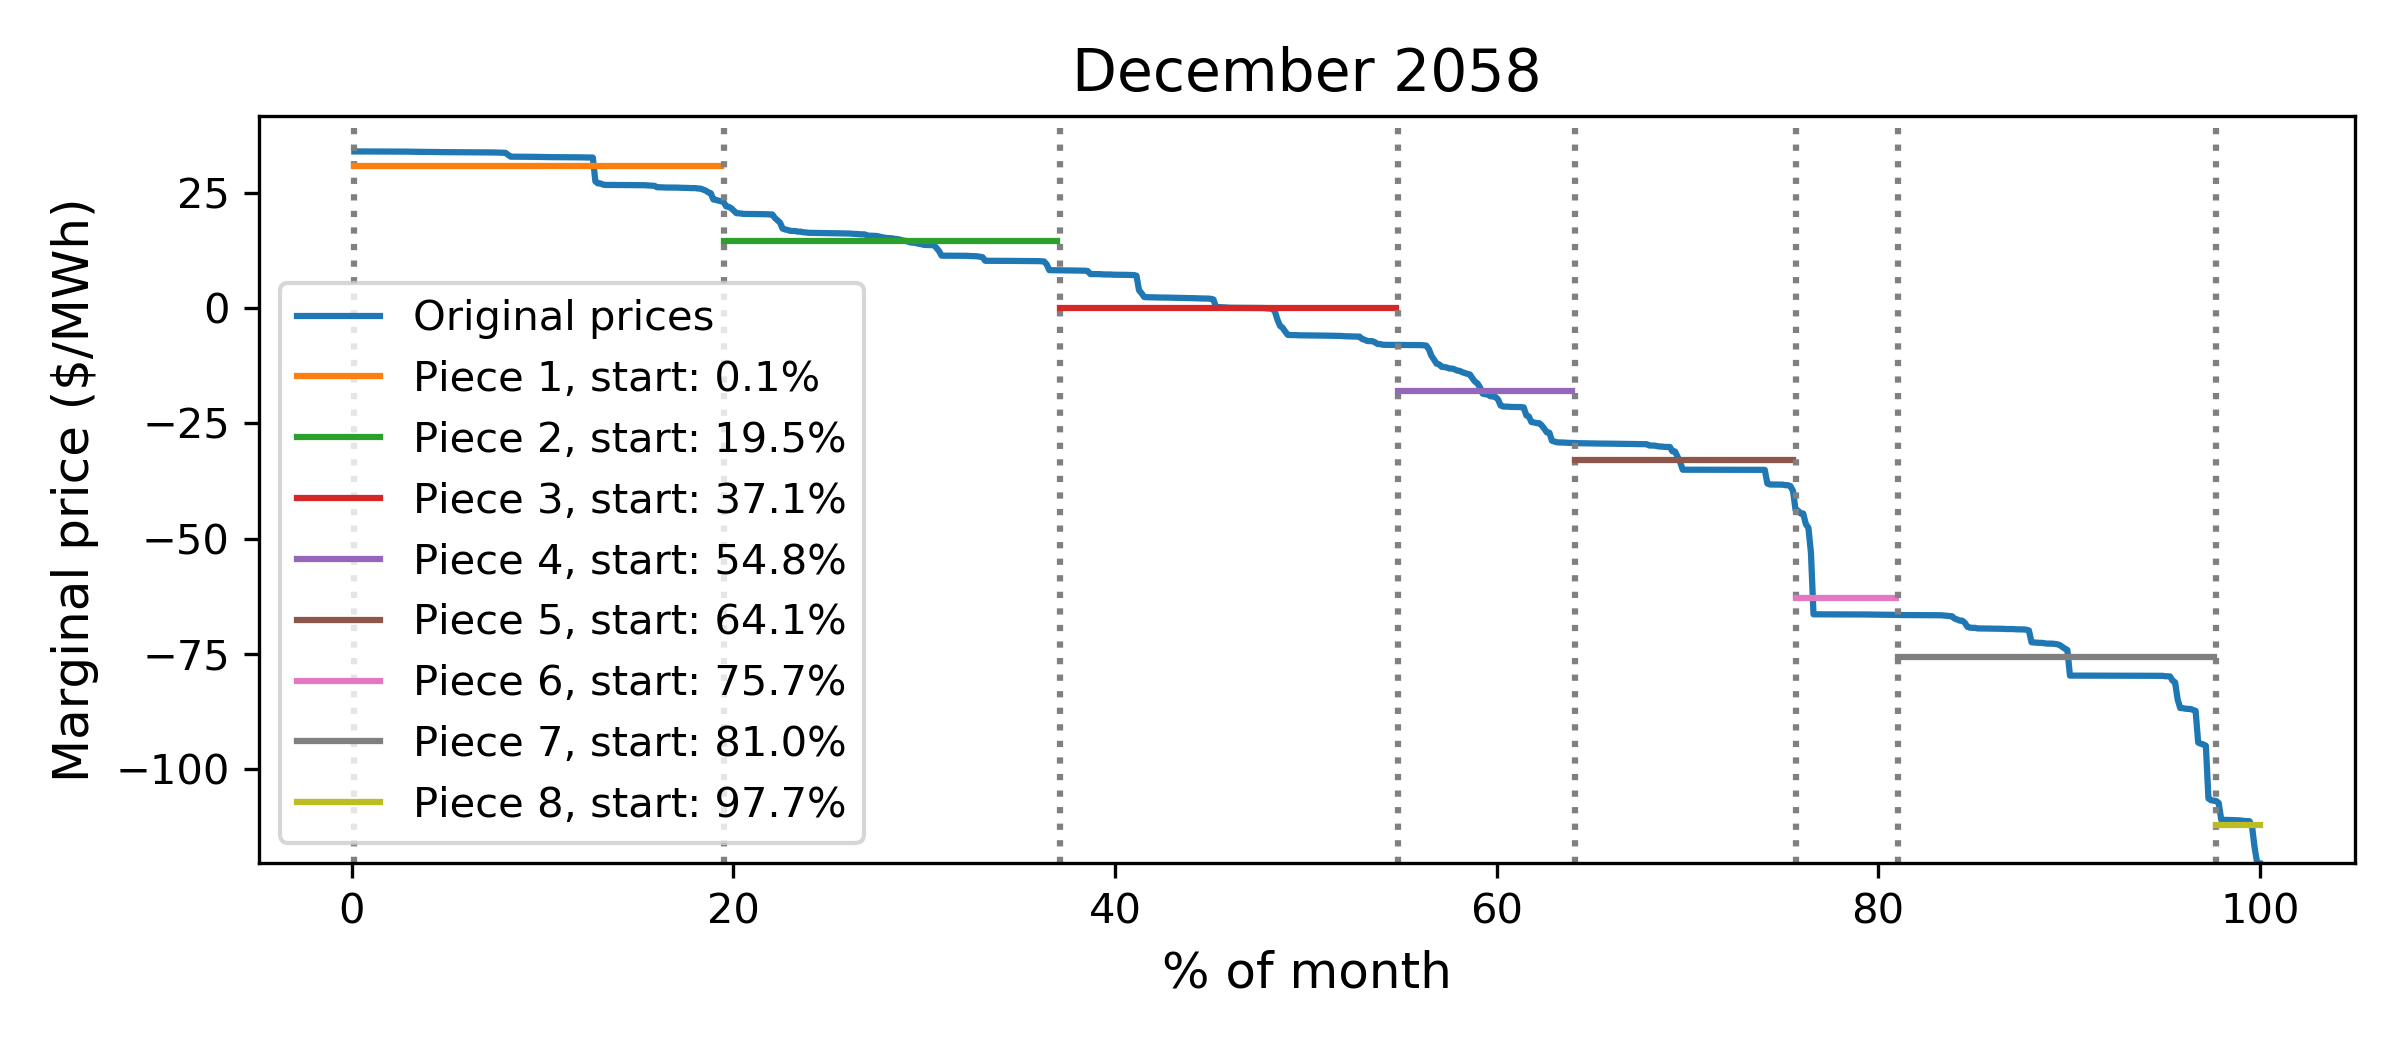 December 2058
Marginal price ($/MWh)
25
0
−25
−50
−75
−100
Original prices
Piece 1, start: 0.1%
Piece 2, start: 19.5%
Piece 3, start: 37.1%
Piece 4, start: 54.8%
Piece 5, start: 64.1%
Piece 6, start: 75.7%
Piece 7, start: 81.0%
Piece 8, start: 97.7%
0 20 40 60 80 100
% of month